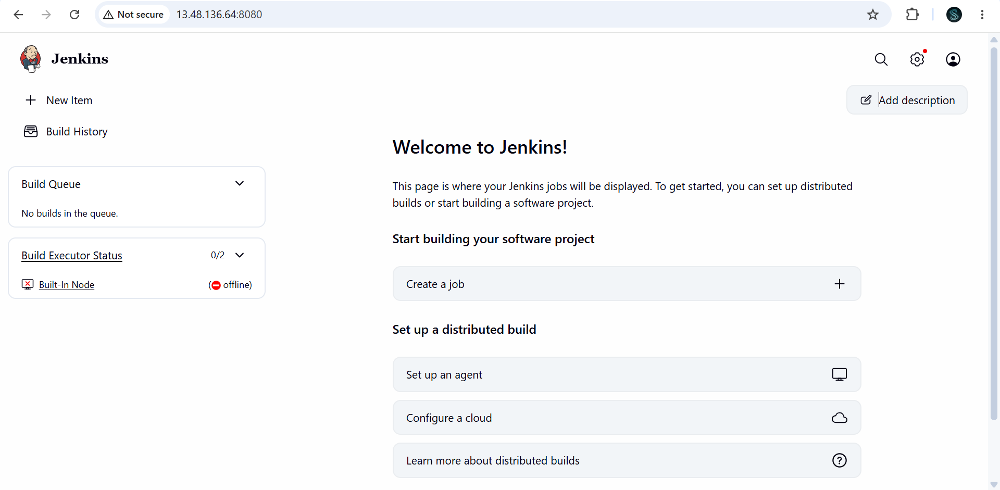 Not secure 13.48.136.64:8080
Jenkins
New Item
Add description
Build History
Welcome to Jenkins!
Build Queue
No builds in the queue.
This page is where your Jenkins jobs will be displayed. To get started, you can set up distributed
builds or start building a software project.
Start building your software project
Build Executor Status 0/2
Built-In Node (offline)
Create a job
Set up a distributed build
Set up an agent
Configure a cloud
Learn more about distributed builds